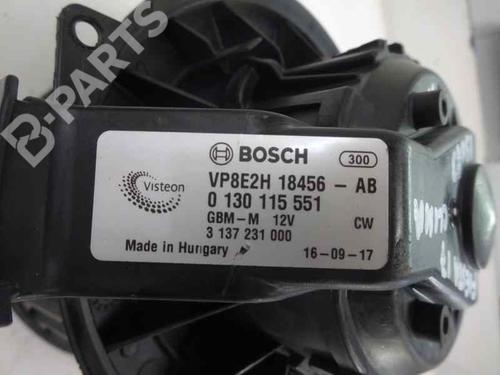 B-PARTS
BOSCH
300
Visteon
VP8E2H 18456 - AB
0 130 115 551
GBM-M 12V CW
3 137 231 000
Made in Hungary 16-09-17